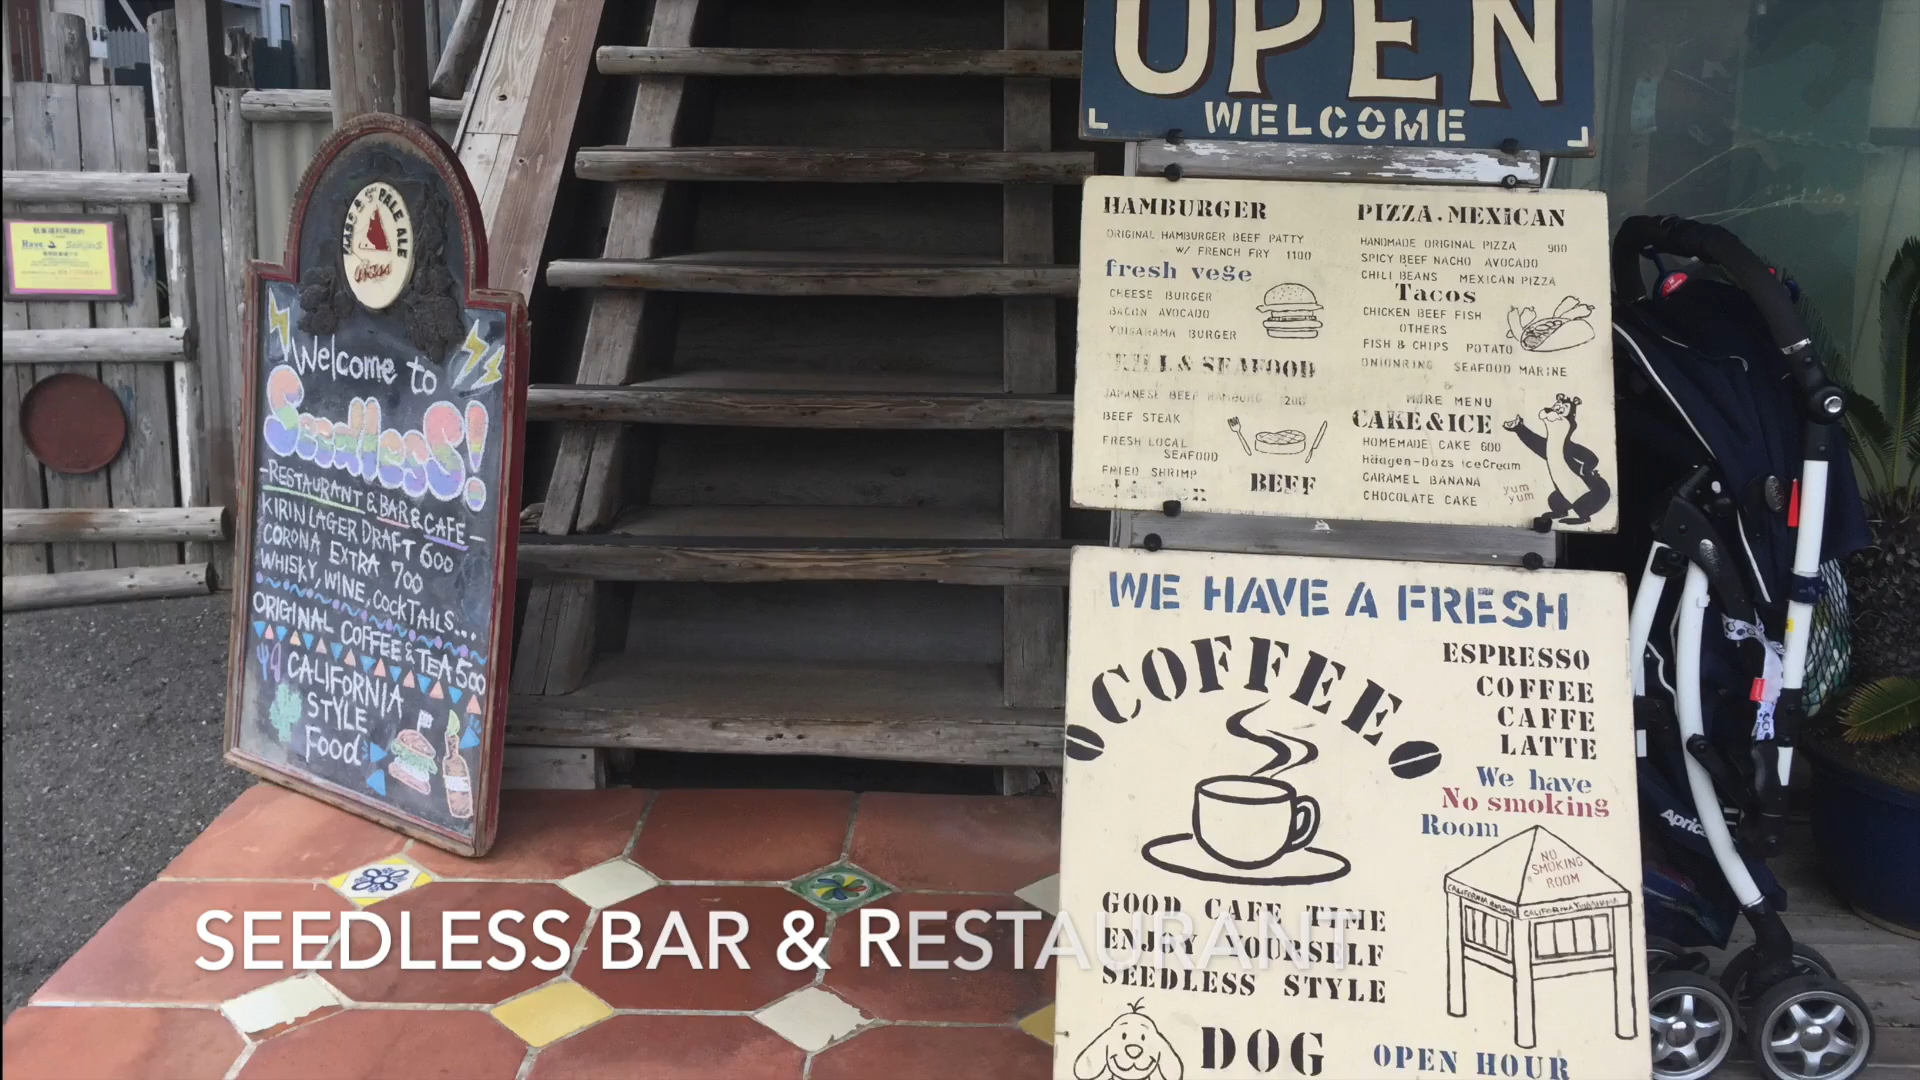 PALE ALE
Bass
Welcome to
SeedlesS!
-RESTAURANT & BAR & CAFE-
KIRIN LAGER DRAFT 600
CORONA EXTRA 700
WHISKY, WINE, COCKTAILS...
ORIGINAL COFFEE & TEA 500
CALIFORNIA
STYLE
Food
OPEN
WELCOME
HAMBURGER
ORIGINAL HAMBURGER BEEF PATTY
W/ FRENCH FRY 1100
fresh vege
CHEESE BURGER
BACON AVOCADO
YUIGAHAMA BURGER
& SEAFOOD
JAPANESE BEEF HAMBURG
BEEF STEAK
FRESH LOCAL
SEAFOOD
FRIED SHRIMP
BEEF
PIZZA.MEXICAN
HANDMADE ORIGINAL PIZZA 900
SPICY BEEF NACHO AVOCADO
CHILI BEANS MEXICAN PIZZA
Tacos
CHICKEN BEEF FISH
OTHERS
FISH & CHIPS POTATO
ONIONRING SEAFOOD MARINE
&
MORE MENU
CAKE & ICE
HOMEMADE CAKE 600
Häagen-Dazs IceCream
CARAMEL BANANA
CHOCOLATE CAKE
yum
yum
WE HAVE A FRESH
COFFEE
ESPRESSO
COFFEE
CAFFE
LATTE
We have
No smoking
Room
NO
SMOKING
ROOM
CALIFORNIA YUIGAHAMA
GOOD CAFE TIME
ENJOY YOURSELF
SEEDLESS STYLE
DOG
OPEN HOUR
Aprica
SEEDLESS BAR & RESTAURANT